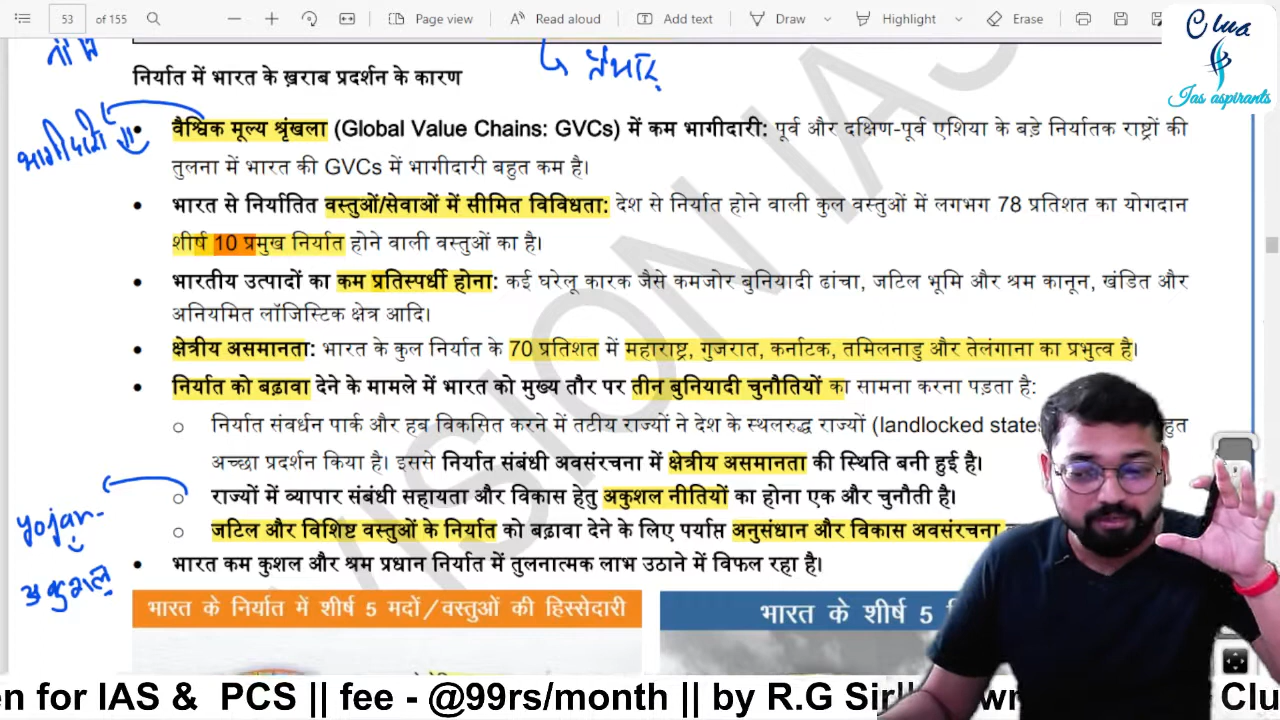 53 of 155 Page view Read aloud Add text Draw Highlight Erase
Clua
Ias aspirants
निर्यात में भारत के ख़राब प्रदर्शन के कारण
भागीदारी
• वैश्विक मूल्य श्रृंखला (Global Value Chains: GVCs) में कम भागीदारी: पूर्व और दक्षिण-पूर्व एशिया के बड़े निर्यातक राष्ट्रों की
तुलना में भारत की GVCs में भागीदारी बहुत कम है।
• भारत से निर्यातित वस्तुओं/सेवाओं में सीमित विविधता: देश से निर्यात होने वाली कुल वस्तुओं में लगभग 78 प्रतिशत का योगदान
शीर्ष 10 प्रमुख निर्यात होने वाली वस्तुओं का है।
• भारतीय उत्पादों का कम प्रतिस्पर्धी होना: कई घरेलू कारक जैसे कमजोर बुनियादी ढांचा, जटिल भूमि और श्रम कानून, खंडित और
अनियमित लॉजिस्टिक क्षेत्र आदि।
• क्षेत्रीय असमानता: भारत के कुल निर्यात के 70 प्रतिशत में महाराष्ट्र, गुजरात, कर्नाटक, तमिलनाडु और तेलंगाना का प्रभुत्व है।
• निर्यात को बढ़ावा देने के मामले में भारत को मुख्य तौर पर तीन बुनियादी चुनौतियों का सामना करना पड़ता है:
○ निर्यात संवर्धन पार्क और हब विकसित करने में तटीय राज्यों ने देश के स्थलरुद्ध राज्यों (landlocked states
अच्छा प्रदर्शन किया है। इससे निर्यात संबंधी अवसंरचना में क्षेत्रीय असमानता की स्थिति बनी हुई है।
○ राज्यों में व्यापार संबंधी सहायता और विकास हेतु अकुशल नीतियों का होना एक और चुनौती है।
○ जटिल और विशिष्ट वस्तुओं के निर्यात को बढ़ावा देने के लिए पर्याप्त अनुसंधान और विकास अवसंरचना
yojan-
अकुशल
• भारत कम कुशल और श्रम प्रधान निर्यात में तुलनात्मक लाभ उठाने में विफल रहा है।
भारत के निर्यात में शीर्ष 5 मदों/वस्तुओं की हिस्सेदारी
भारत के शीर्ष 5
VISION IAS
en for IAS & PCS || fee - @99rs/month || by R.G Sir|| Clu